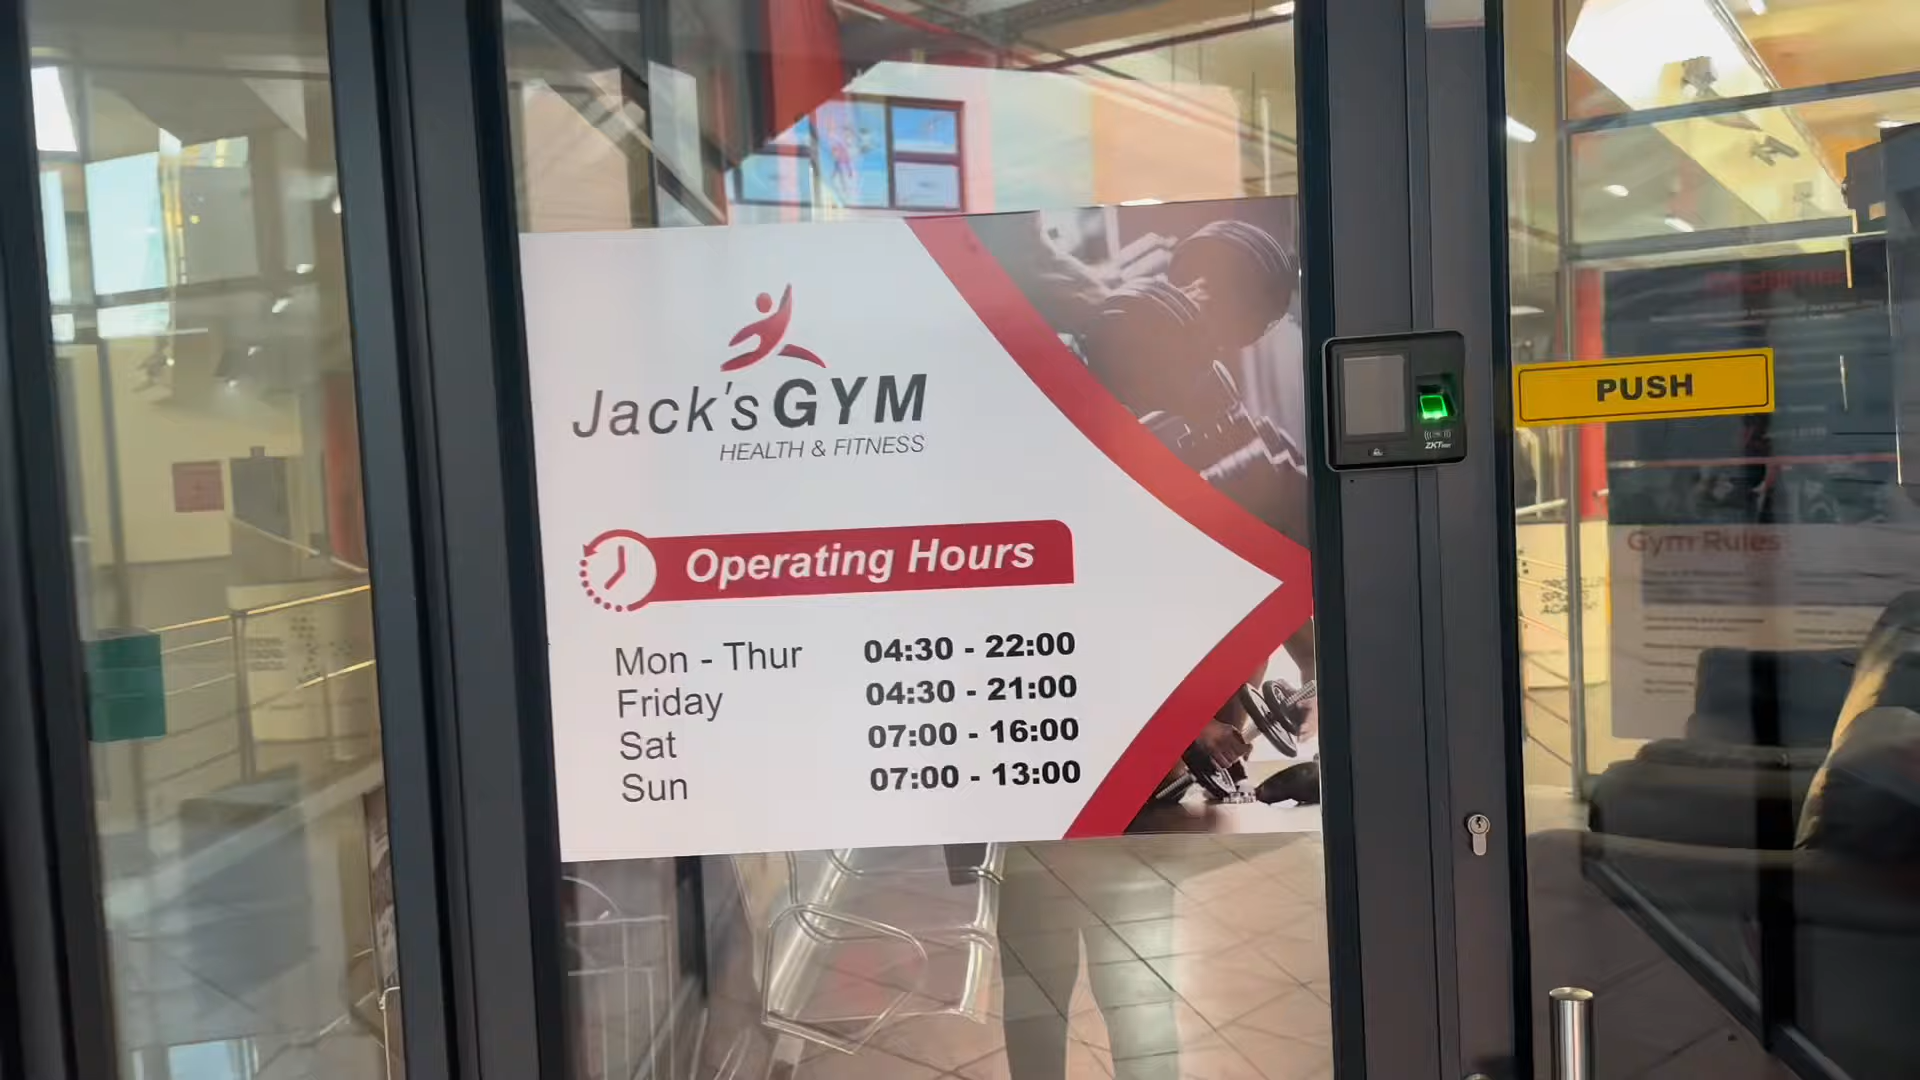 Jack's GYM
HEALTH & FITNESS
Operating Hours
Mon - Thur 04:30 - 22:00
Friday 04:30 - 21:00
Sat 07:00 - 16:00
Sun 07:00 - 13:00
ZKT
PUSH
Gym Rules